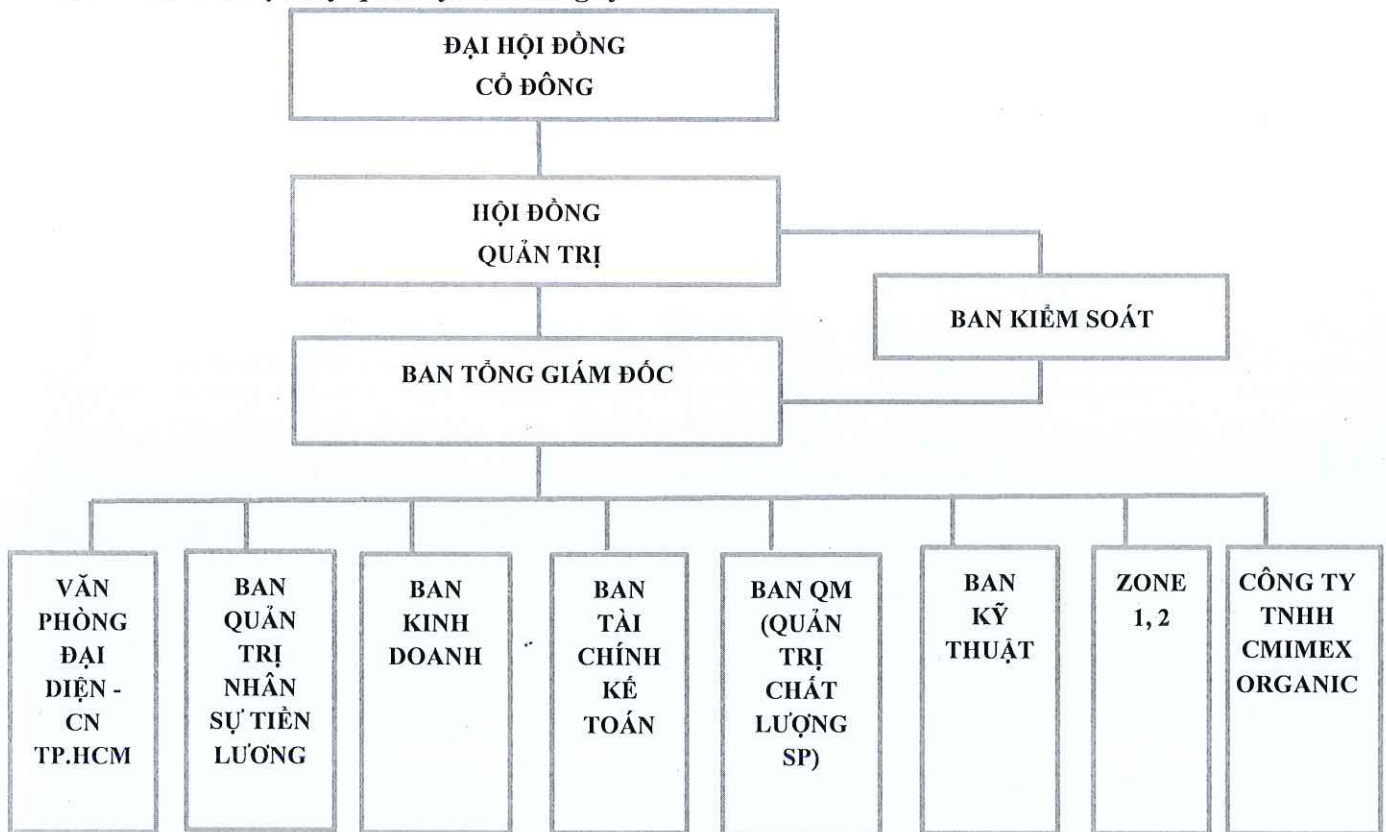 ĐẠI HỘI ĐỒNG
CỔ ĐÔNG
HỘI ĐỒNG
QUẢN TRỊ
BAN KIỂM SOÁT
BAN TỔNG GIÁM ĐỐC
VĂN
PHÒNG
ĐẠI
DIỆN -
CN
TP.HCM
BAN
QUẢN
TRỊ
NHÂN
SỰ TIỀN
LƯƠNG
BAN
KINH
DOANH
BAN
TÀI
CHÍNH
KẾ
TOÁN
BAN QM
(QUẢN
TRỊ
CHẤT
LƯỢNG
SP)
BAN
KỸ
THUẬT
ZONE
1, 2
CÔNG TY
TNHH
CMIMEX
ORGANIC